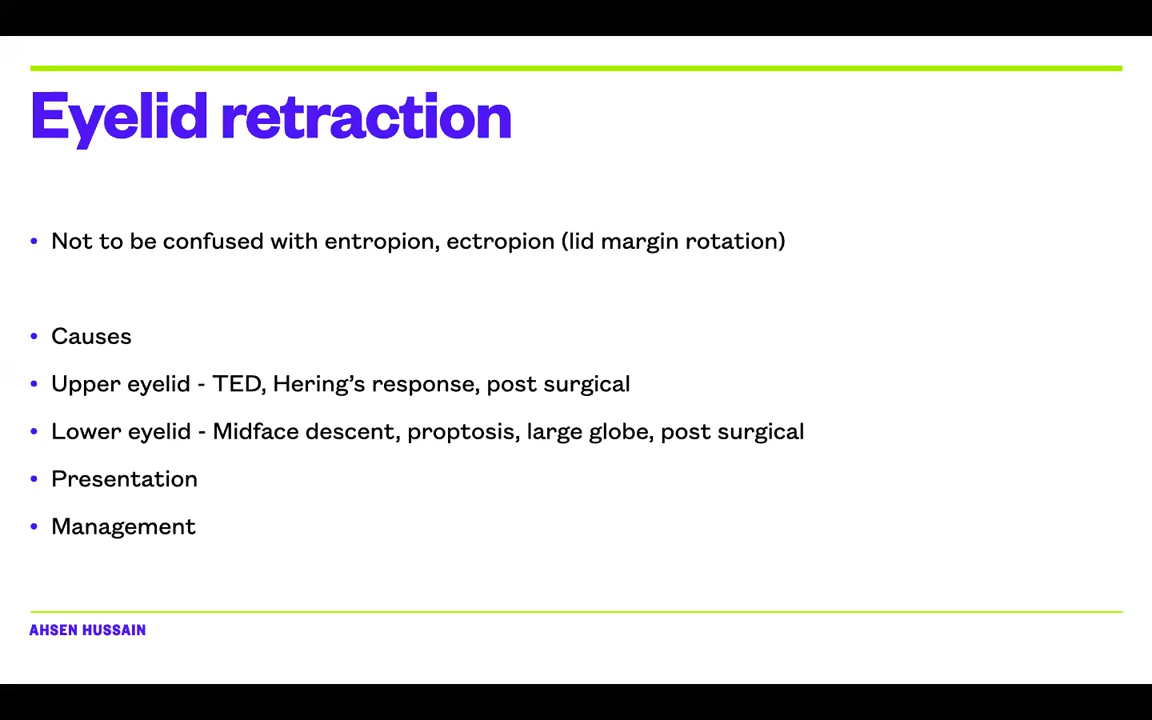 Eyelid retraction
• Not to be confused with entropion, ectropion (lid margin rotation)
• Causes
• Upper eyelid - TED, Hering’s response, post surgical
• Lower eyelid - Midface descent, proptosis, large globe, post surgical
• Presentation
• Management
AHSEN HUSSAIN